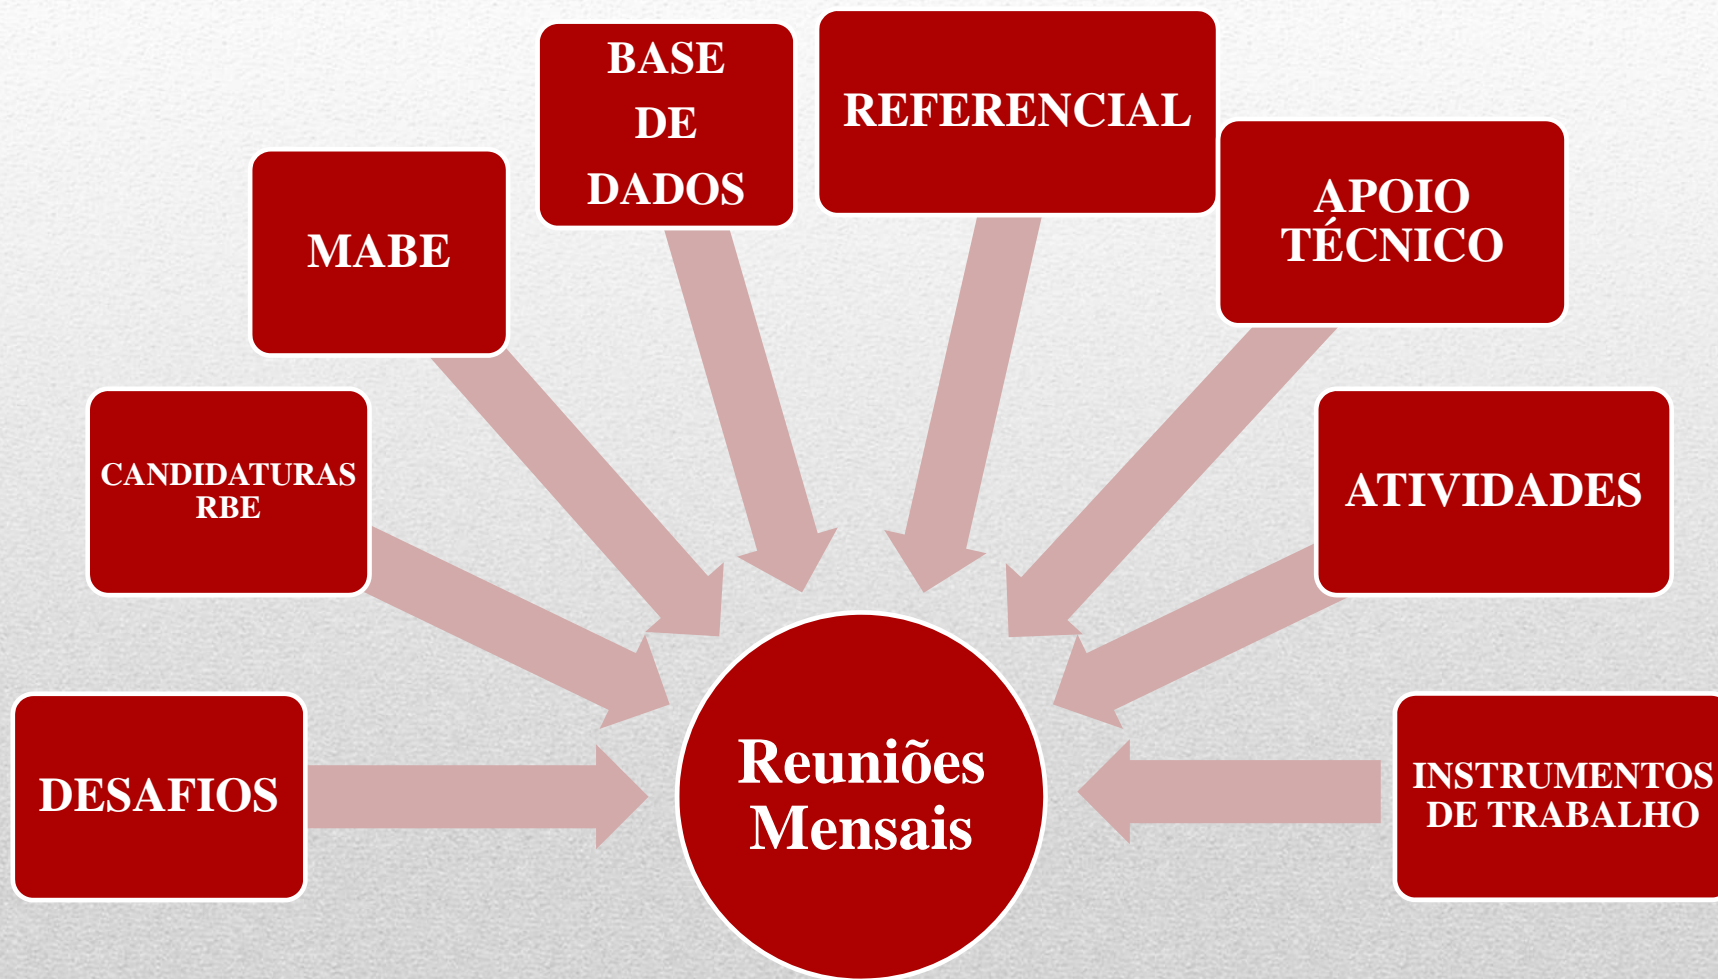 BASE
DE
DADOS
REFERENCIAL
APOIO
TÉCNICO
MABE
CANDIDATURAS
RBE
ATIVIDADES
DESAFIOS
Reuniões
Mensais
INSTRUMENTOS
DE TRABALHO